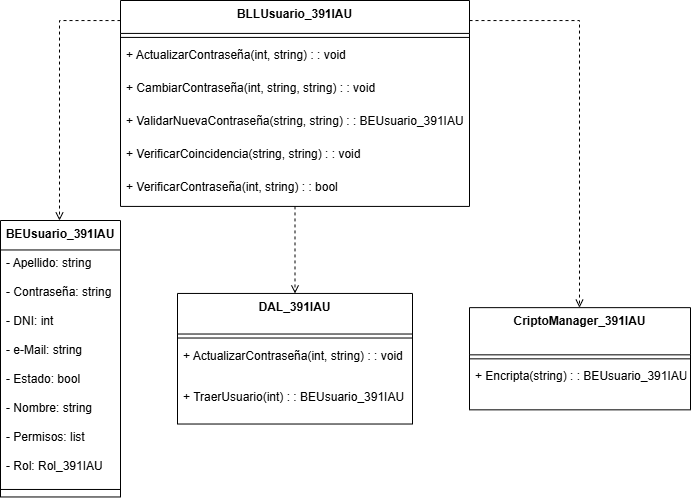 BLLUsuario_391IAU
+ ActualizarContraseña(int, string) : : void
+ CambiarContraseña(int, string, string) : : void
+ ValidarNuevaContraseña(string, string) : : BEUsuario_391IAU
+ VerificarCoincidencia(string, string) : : void
+ VerificarContraseña(int, string) : : bool
BEUsuario_391IAU
- Apellido: string
- Contraseña: string
- DNI: int
- e-Mail: string
- Estado: bool
- Nombre: string
- Permisos: list
- Rol: Rol_391IAU
DAL_391IAU
+ ActualizarContraseña(int, string) : : void
+ TraerUsuario(int) : : BEUsuario_391IAU
CriptoManager_391IAU
+ Encripta(string) : : BEUsuario_391IAU